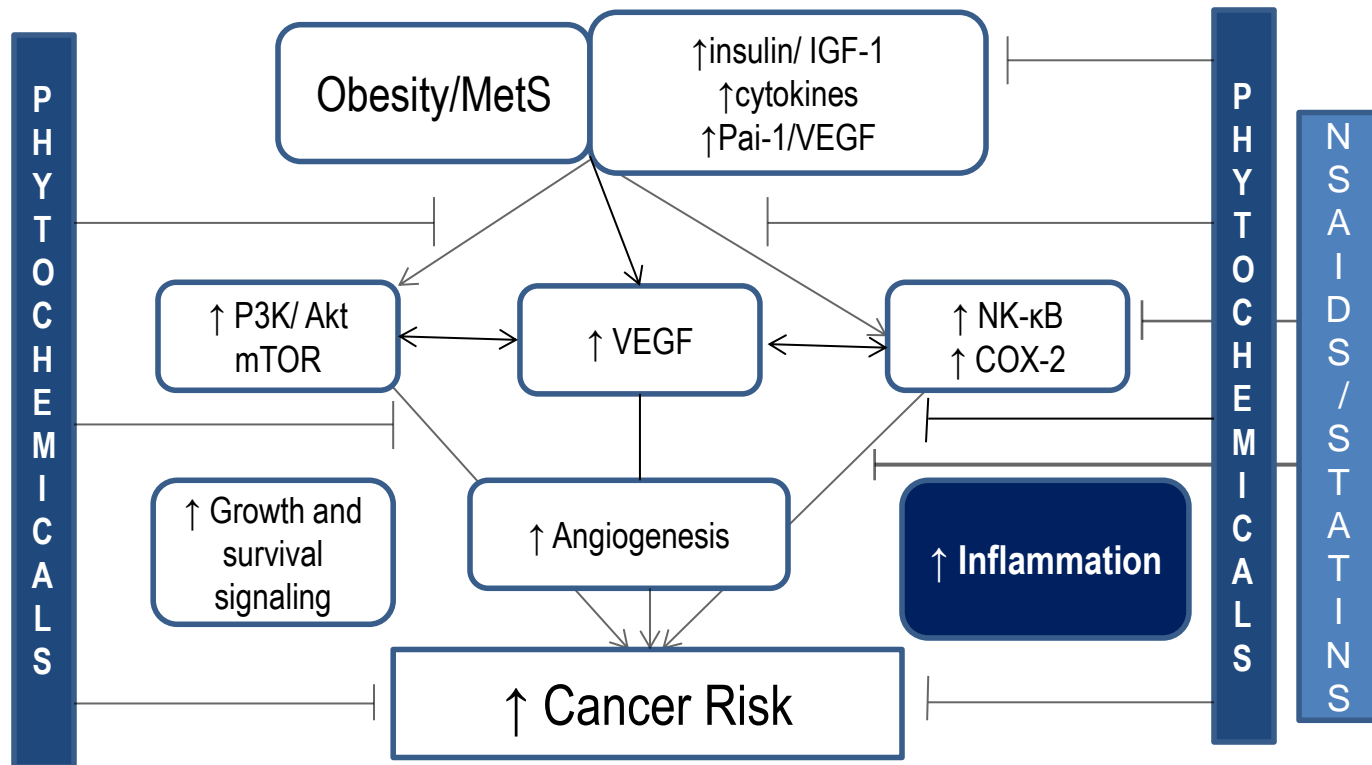 PHYTOCHEMICALS
Obesity/MetS
↑insulin/ IGF-1
↑cytokines
↑Pai-1/VEGF
↑ P3K/ Akt
mTOR
↑ VEGF
↑ NK-κB
↑ COX-2
↑ Growth and
survival
signaling
↑ Angiogenesis
↑ Inflammation
↑ Cancer Risk
PHYTOCHEMICALS
NSAIDS/STATINS